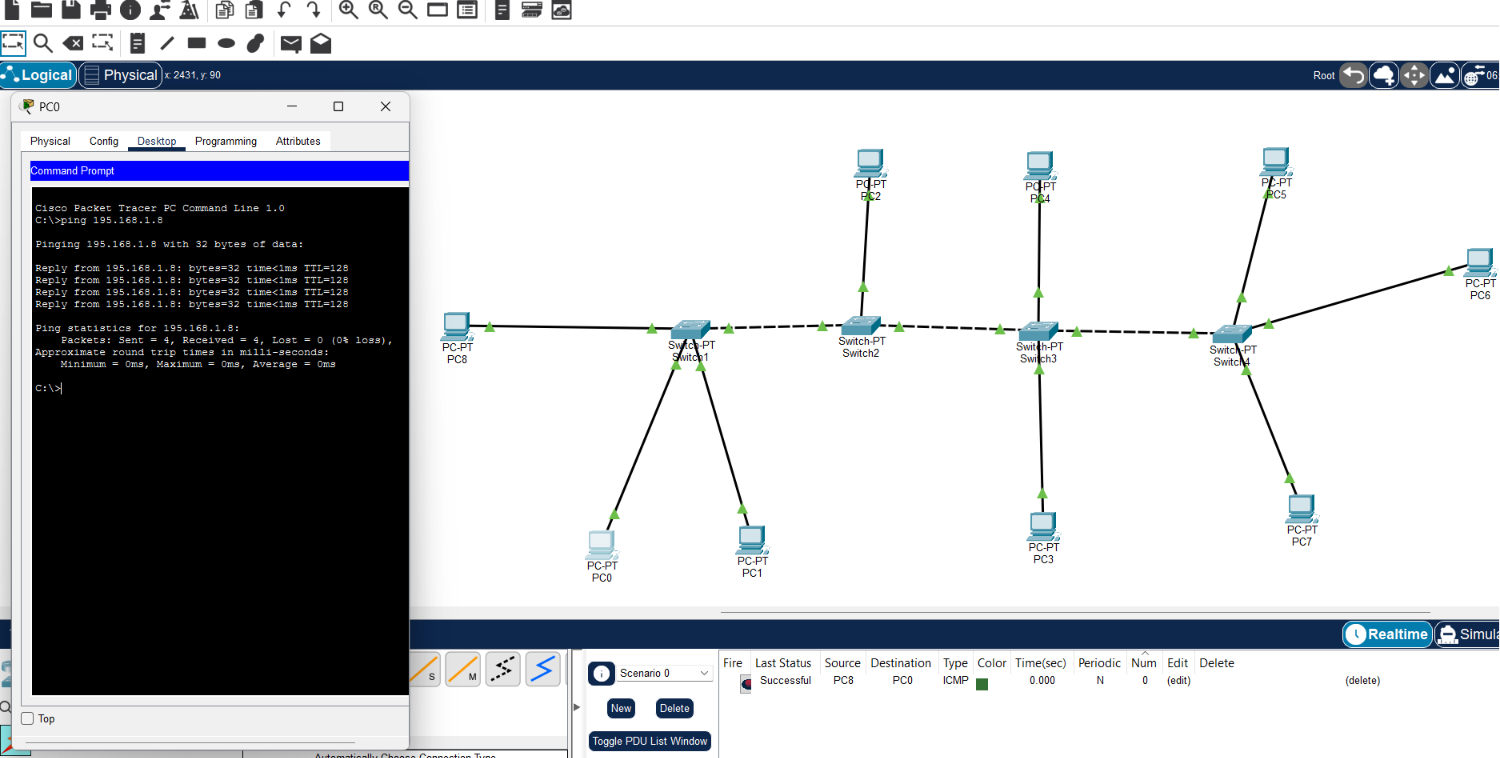 Logical
Physical
x: 2431, y: 90
Root
06
PC0
Physical
Config
Desktop
Programming
Attributes
Command Prompt
Cisco Packet Tracer PC Command Line 1.0
C:\>ping 195.168.1.8
Pinging 195.168.1.8 with 32 bytes of data:
Reply from 195.168.1.8: bytes=32 time<1ms TTL=128
Reply from 195.168.1.8: bytes=32 time<1ms TTL=128
Reply from 195.168.1.8: bytes=32 time<1ms TTL=128
Reply from 195.168.1.8: bytes=32 time<1ms TTL=128
Ping statistics for 195.168.1.8:
Packets: Sent = 4, Received = 4, Lost = 0 (0% loss),
Approximate round trip times in milli-seconds:
Minimum = 0ms, Maximum = 0ms, Average = 0ms
C:\>
Top
PC-PT
PC2
PC-PT
PC4
PC-PT
PC5
PC-PT
PC6
PC-PT
PC8
Switch-PT
Switch1
Switch-PT
Switch2
Switch-PT
Switch3
Switch-PT
Switch4
PC-PT
PC0
PC-PT
PC1
PC-PT
PC3
PC-PT
PC7
Realtime
Simula
S
M
Scenario 0
New
Delete
Toggle PDU List Window
Fire Last Status Source Destination Type Color Time(sec) Periodic Num Edit Delete
Successful PC8 PC0 ICMP 0.000 N 0 (edit) (delete)
Automatically Choose Connection Type